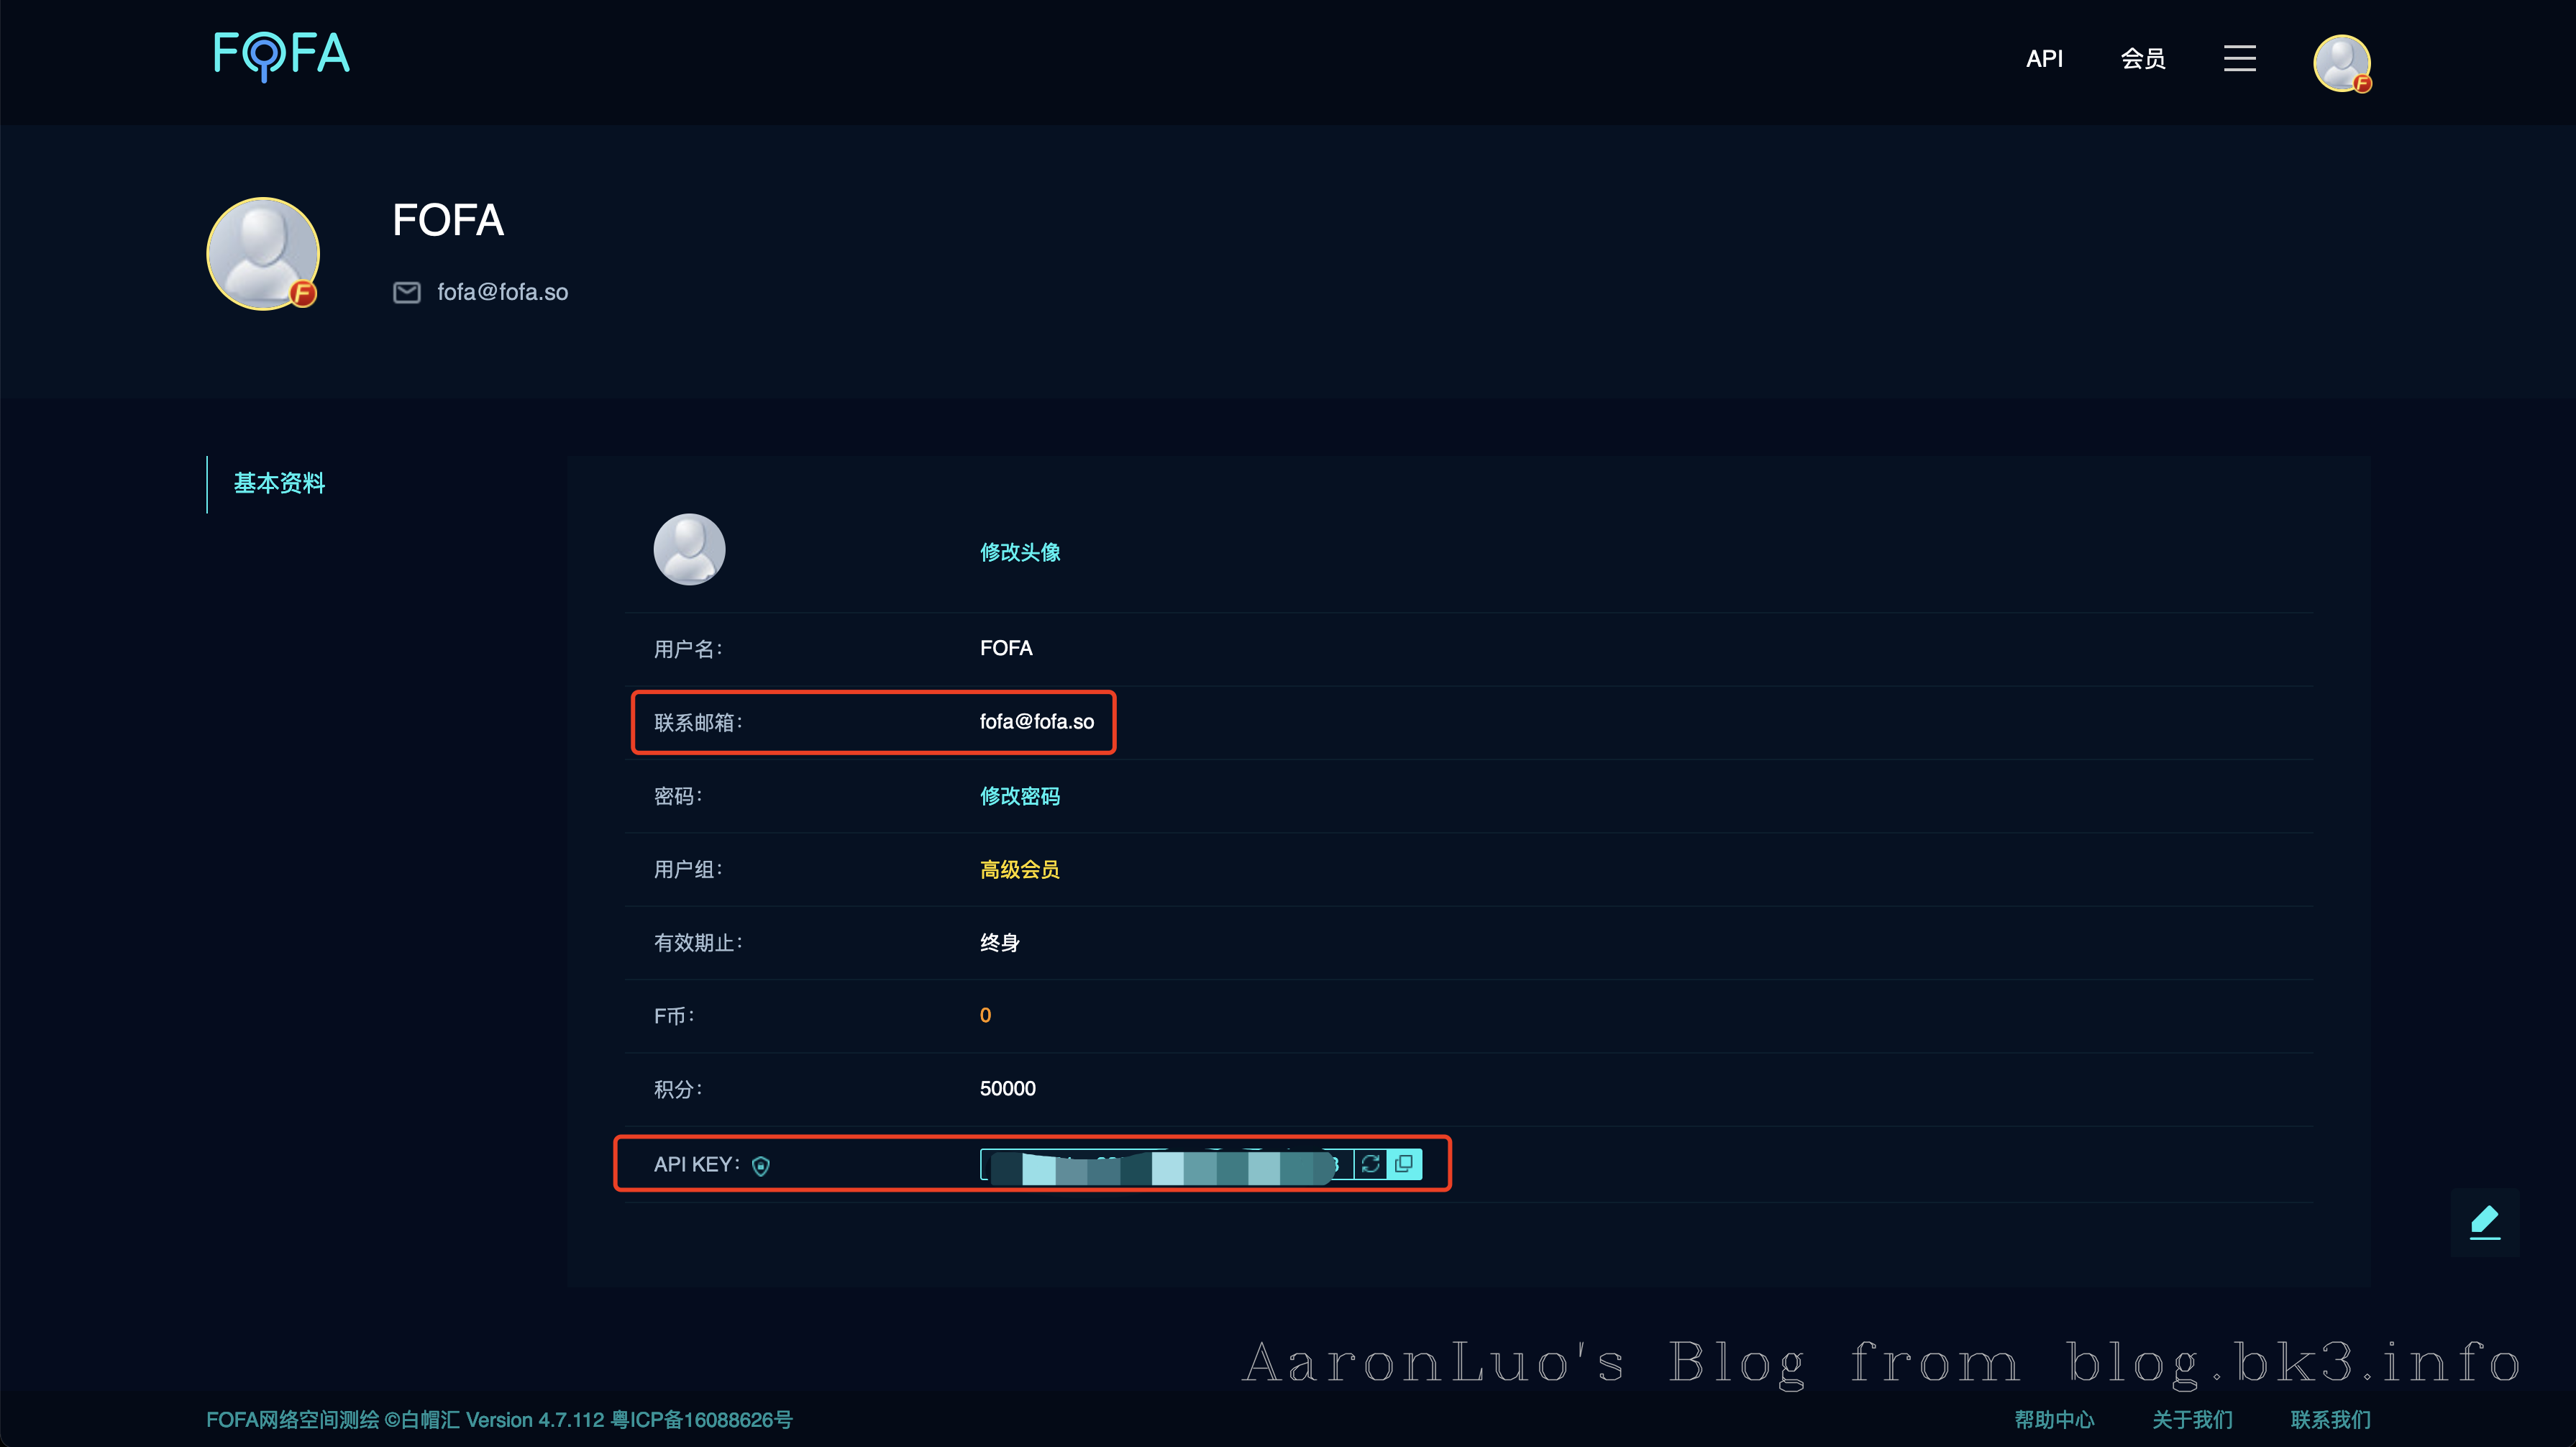 FOFA
API 会员
FOFA
fofa@fofa.so
基本资料
修改头像
用户名： FOFA
联系邮箱： fofa@fofa.so
密码： 修改密码
用户组： 高级会员
有效期止： 终身
F币： 0
积分： 50000
API KEY：
AaronLuo's Blog from blog.bk3.info
FOFA网络空间测绘 ©白帽汇 Version 4.7.112 粤ICP备16088626号
帮助中心 关于我们 联系我们